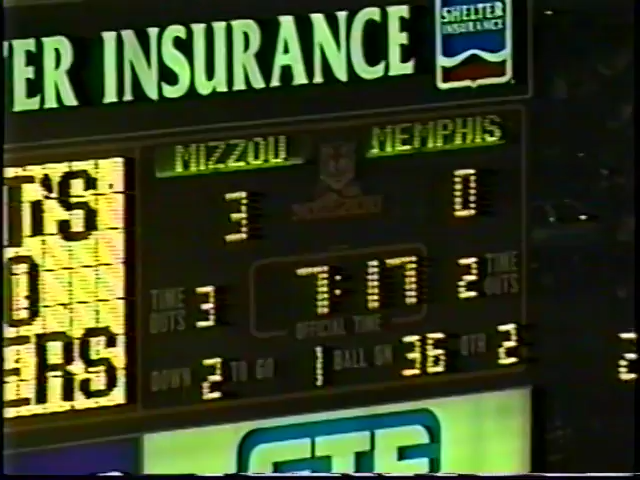 ER INSURANCE
SHELTER
INSURANCE
MIZZOU MEMPHIS
3 0
T'S
TIME
OUTS 3
7:17
OFFICIAL TIME
2 TIME
OUTS
ERS
DOWN 2 TO GO 1 BALL ON 36 QTR 2
GTE